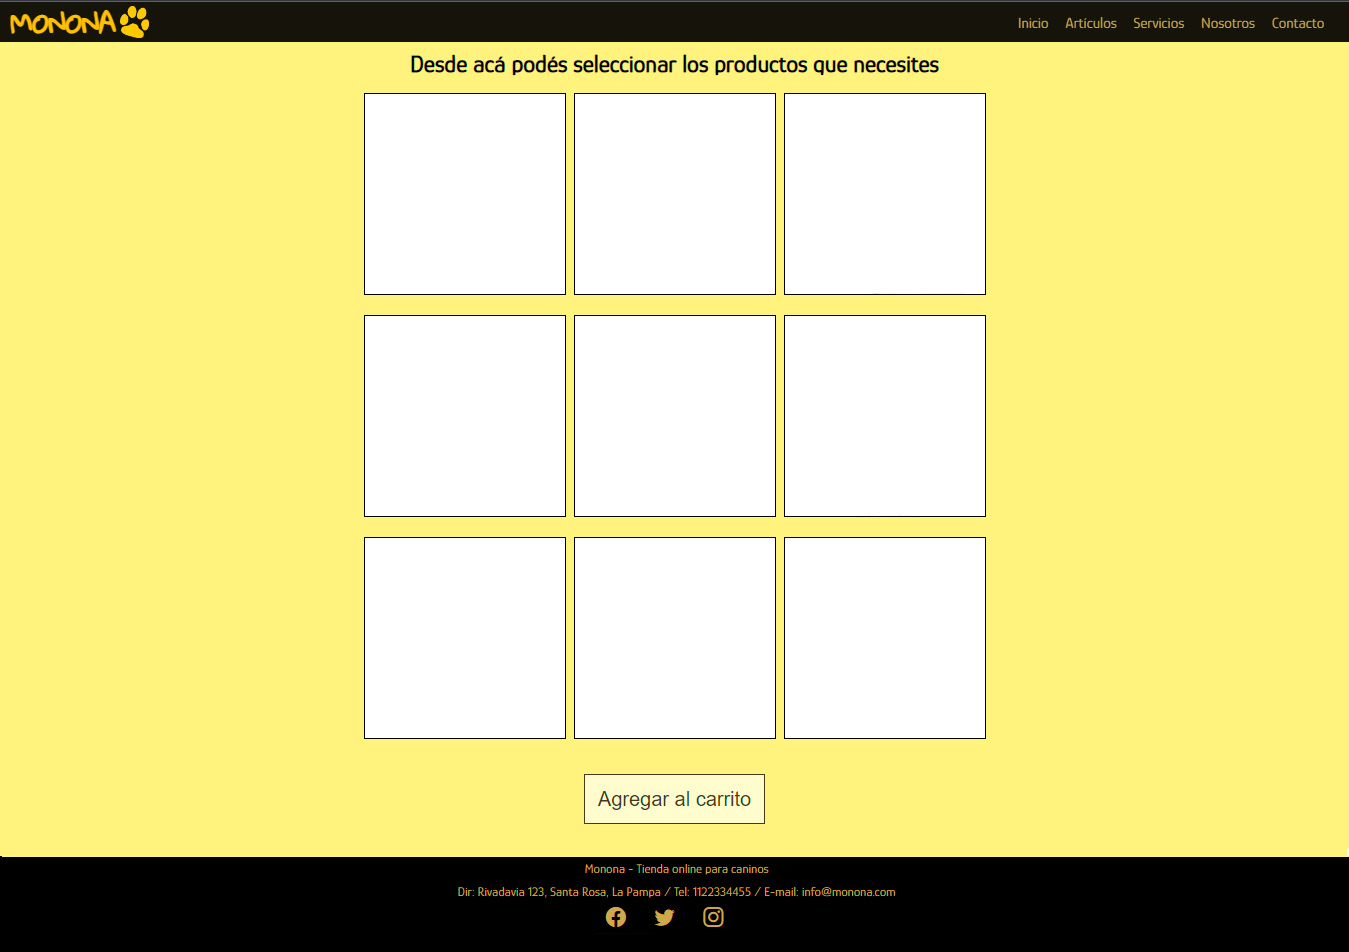 MONONA
Inicio Artículos Servicios Nosotros Contacto
Desde acá podés seleccionar los productos que necesites
Agregar al carrito
Monona - Tienda online para caninos
Dir: Rivadavia 123, Santa Rosa, La Pampa / Tel: 1122334455 / E-mail: info@monona.com